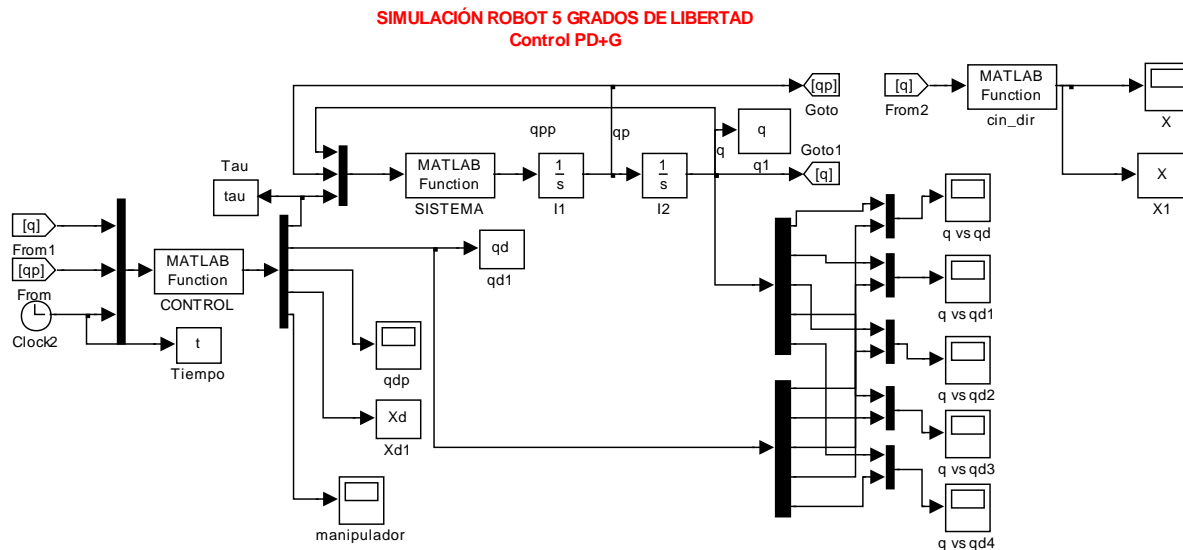 SIMULACIÓN ROBOT 5 GRADOS DE LIBERTAD
Control PD+G
[qp]
Goto
[q]
From2
MATLAB
Function
cin_dir
X
X
X1
qpp
qp
q
q
q1
Goto1
[q]
Tau
tau
MATLAB
Function
SISTEMA
1
s
I1
1
s
I2
[q]
From1
[qp]
From
Clock2
MATLAB
Function
CONTROL
t
Tiempo
qd
qd1
qdp
Xd
Xd1
manipulador
q vs qd
q vs qd1
q vs qd2
q vs qd3
q vs qd4